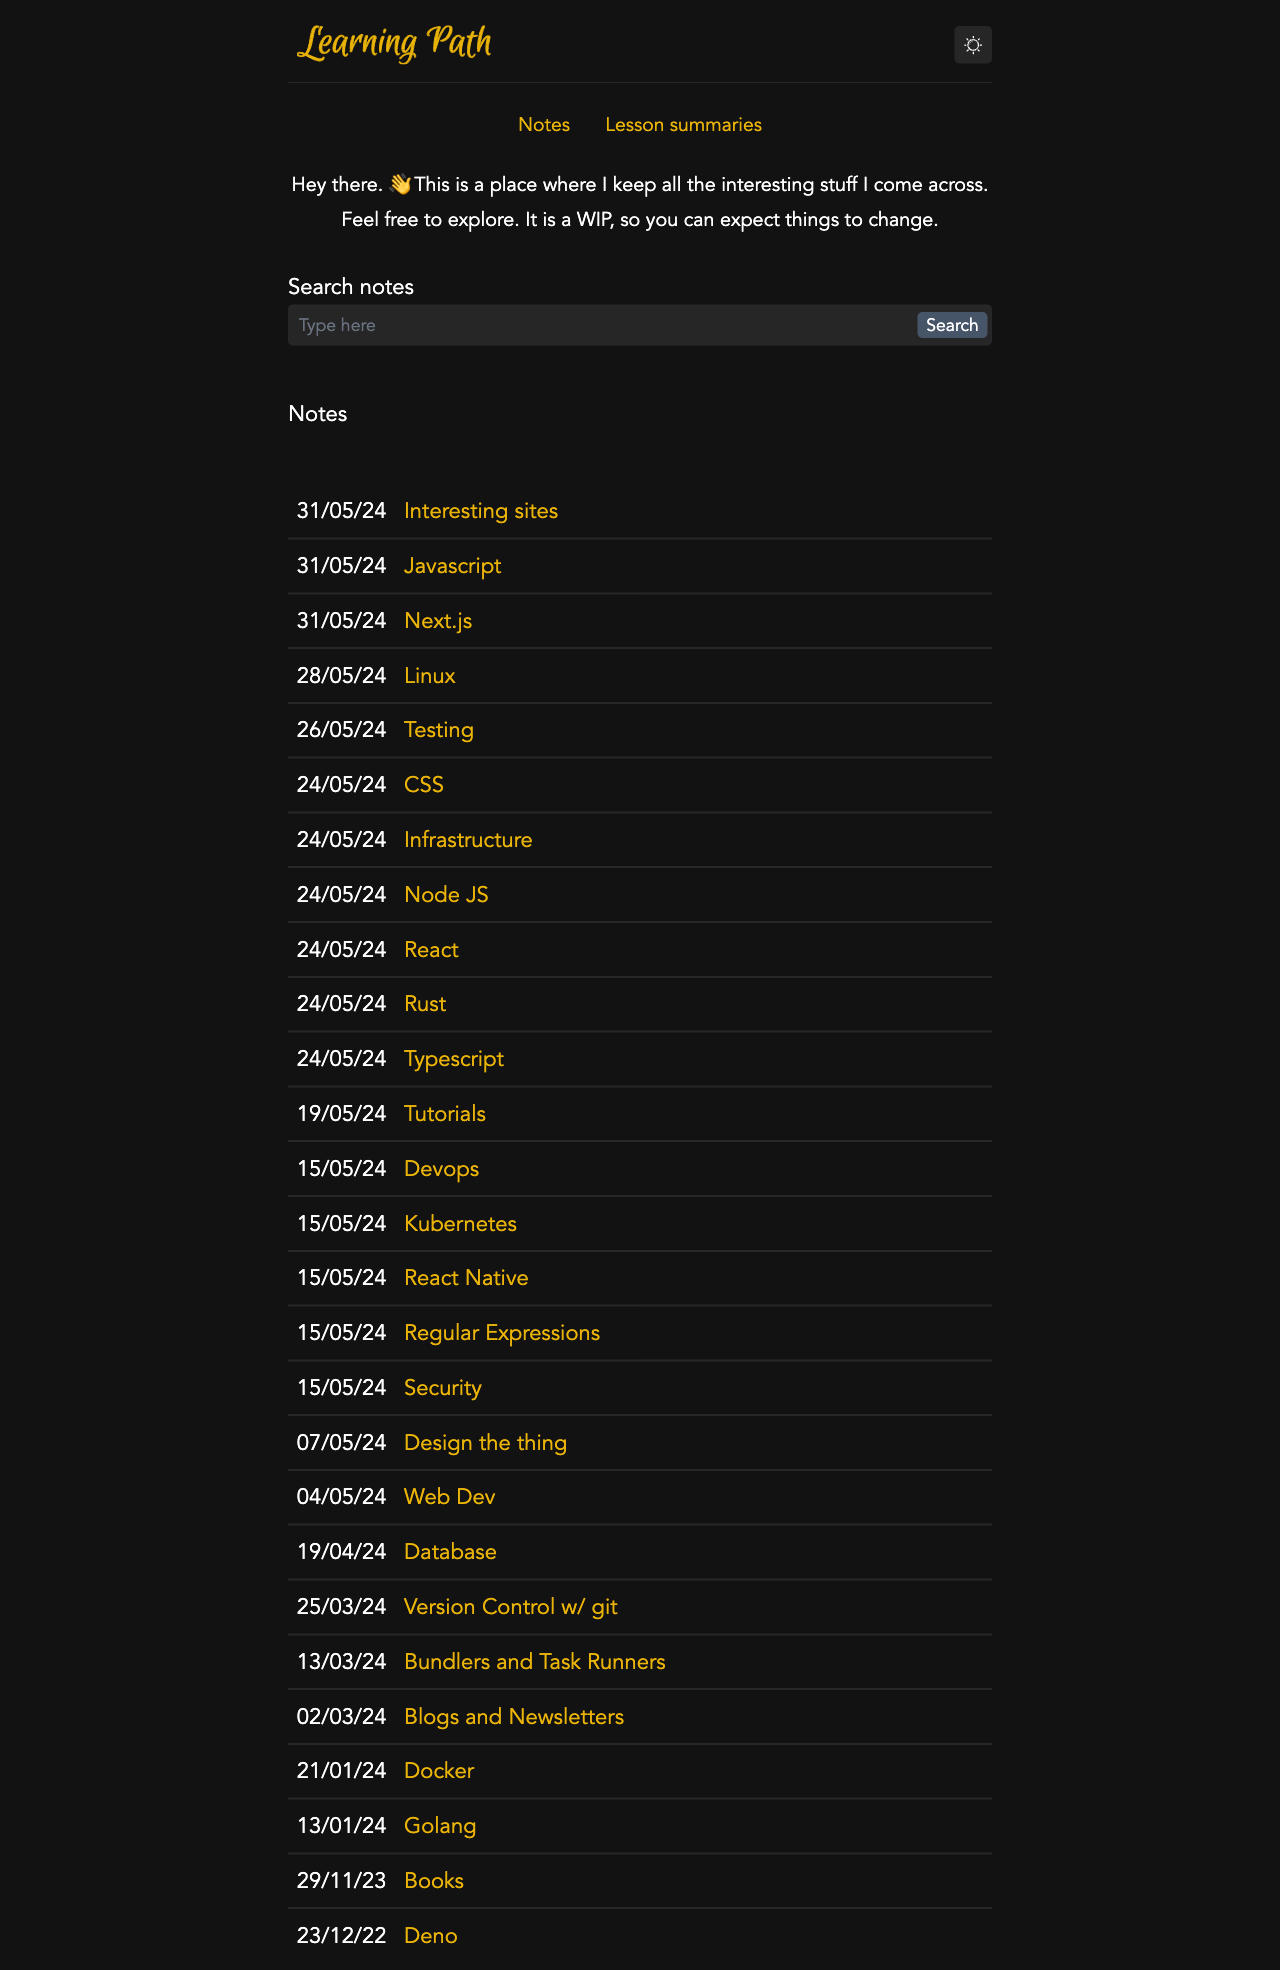 Learning Path
Notes Lesson summaries
Hey there. 👋This is a place where I keep all the interesting stuff I come across.
Feel free to explore. It is a WIP, so you can expect things to change.
Search notes
Type here Search
Notes
31/05/24 Interesting sites
31/05/24 Javascript
31/05/24 Next.js
28/05/24 Linux
26/05/24 Testing
24/05/24 CSS
24/05/24 Infrastructure
24/05/24 Node JS
24/05/24 React
24/05/24 Rust
24/05/24 Typescript
19/05/24 Tutorials
15/05/24 Devops
15/05/24 Kubernetes
15/05/24 React Native
15/05/24 Regular Expressions
15/05/24 Security
07/05/24 Design the thing
04/05/24 Web Dev
19/04/24 Database
25/03/24 Version Control w/ git
13/03/24 Bundlers and Task Runners
02/03/24 Blogs and Newsletters
21/01/24 Docker
13/01/24 Golang
29/11/23 Books
23/12/22 Deno